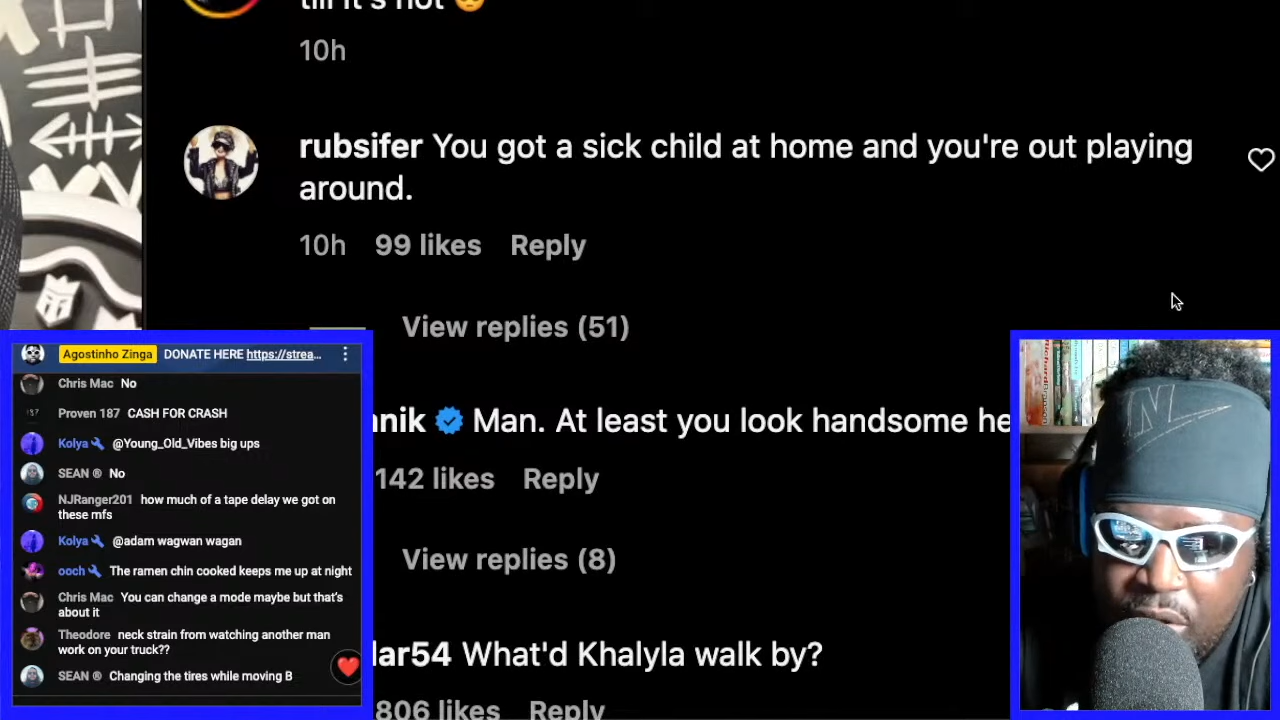 till it's not 😔
10h
rubsifer You got a sick child at home and you're out playing
around.
10h 99 likes Reply
View replies (51)
nnik Man. At least you look handsome he
142 likes Reply
View replies (8)
lar54 What'd Khalyla walk by?
806 likes Reply
Agostinho Zinga DONATE HERE https://strea...
Chris Mac No
Proven 187 CASH FOR CRASH
Kolya @Young_Old_Vibes big ups
SEAN ® No
NJRanger201 how much of a tape delay we got on
these mfs
Kolya @adam wagwan wagan
ooch The ramen chin cooked keeps me up at night
Chris Mac You can change a mode maybe but that's
about it
Theodore neck strain from watching another man
work on your truck??
SEAN ® Changing the tires while moving B